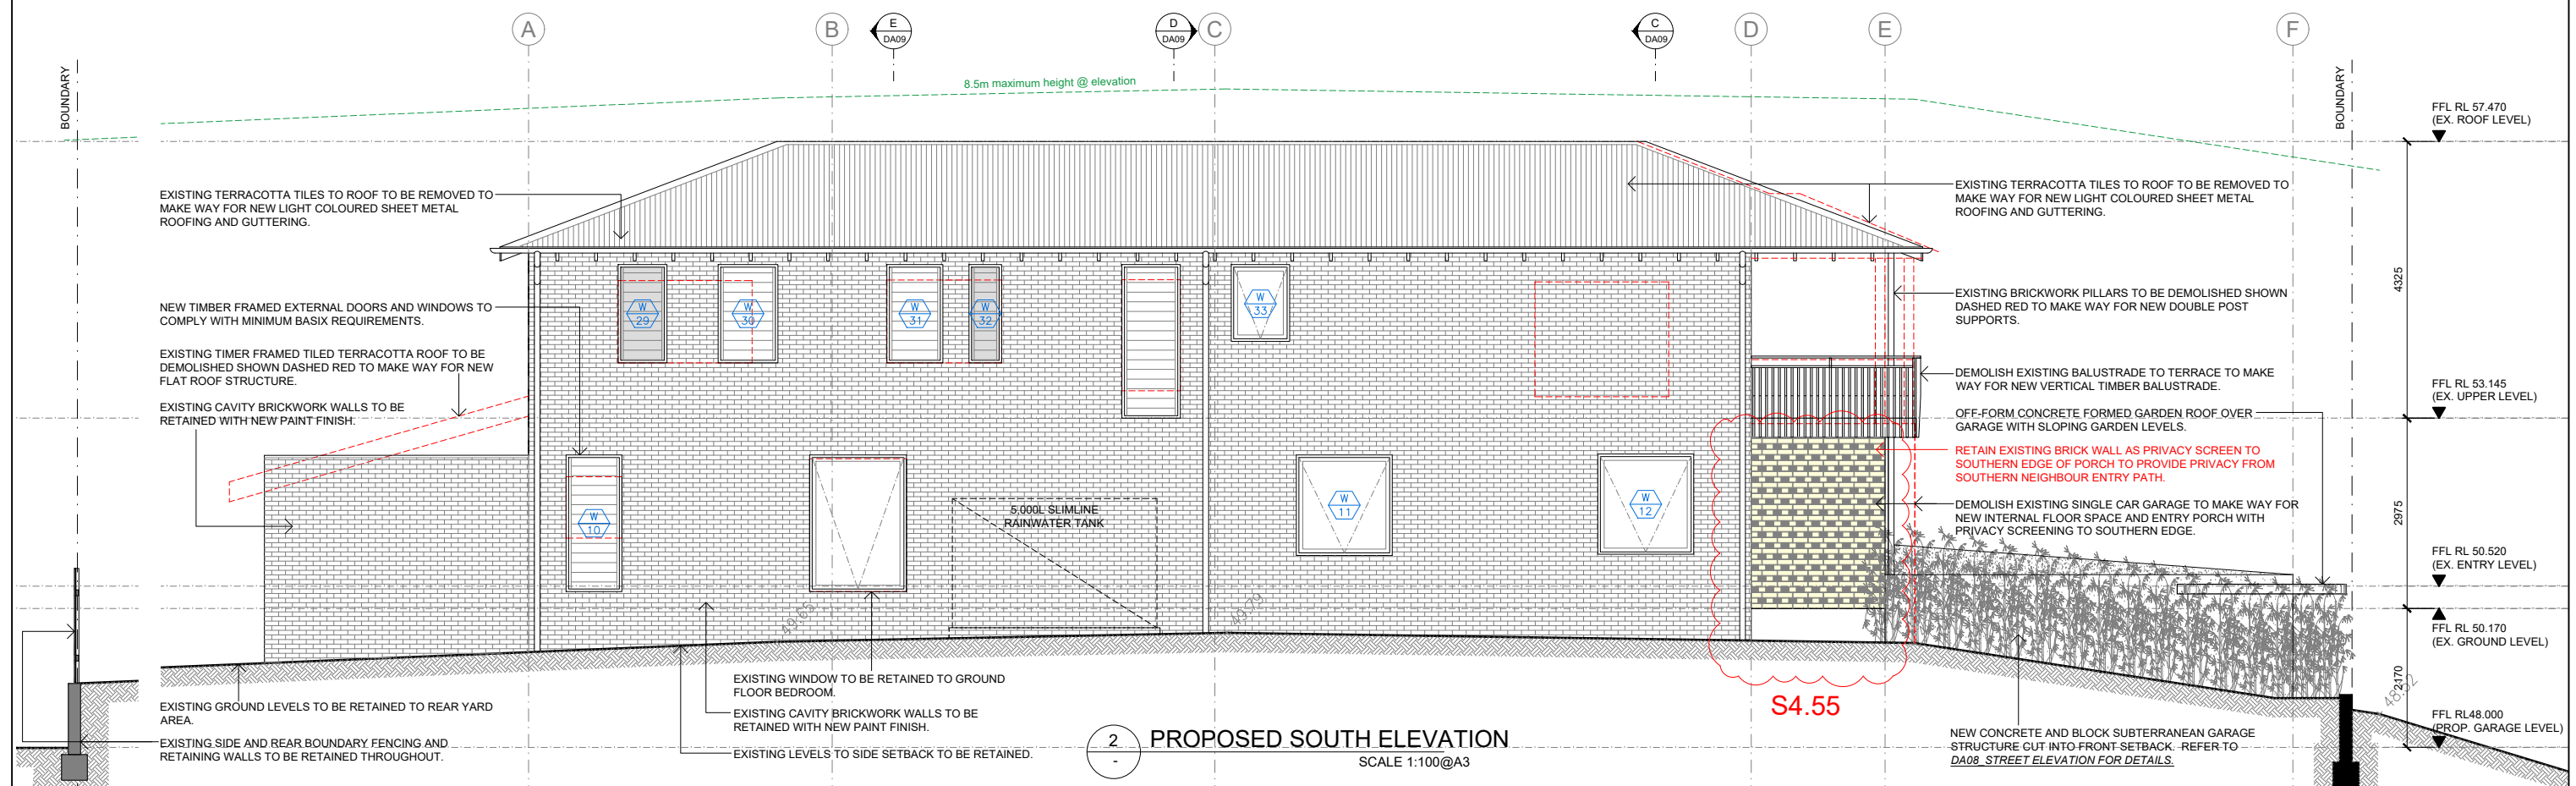 A
B
E
DA09
D
DA09
C
C
DA09
D
E
F
BOUNDARY
8.5m maximum height @ elevation
BOUNDARY
FFL RL 57.470
(EX. ROOF LEVEL)
EXISTING TERRACOTTA TILES TO ROOF TO BE REMOVED TO
MAKE WAY FOR NEW LIGHT COLOURED SHEET METAL
ROOFING AND GUTTERING.
EXISTING TERRACOTTA TILES TO ROOF TO BE REMOVED TO
MAKE WAY FOR NEW LIGHT COLOURED SHEET METAL
ROOFING AND GUTTERING.
NEW TIMBER FRAMED EXTERNAL DOORS AND WINDOWS TO
COMPLY WITH MINIMUM BASIX REQUIREMENTS.
W
29
W
30
W
31
W
32
W
33
EXISTING BRICKWORK PILLARS TO BE DEMOLISHED SHOWN
DASHED RED TO MAKE WAY FOR NEW DOUBLE POST
SUPPORTS.
4325
EXISTING TIMER FRAMED TILED TERRACOTTA ROOF TO BE
DEMOLISHED SHOWN DASHED RED TO MAKE WAY FOR NEW
FLAT ROOF STRUCTURE.
DEMOLISH EXISTING BALUSTRADE TO TERRACE TO MAKE
WAY FOR NEW VERTICAL TIMBER BALUSTRADE.
FFL RL 53.145
(EX. UPPER LEVEL)
EXISTING CAVITY BRICKWORK WALLS TO BE
RETAINED WITH NEW PAINT FINISH.
OFF-FORM CONCRETE FORMED GARDEN ROOF OVER
GARAGE WITH SLOPING GARDEN LEVELS.
RETAIN EXISTING BRICK WALL AS PRIVACY SCREEN TO
SOUTHERN EDGE OF PORCH TO PROVIDE PRIVACY FROM
SOUTHERN NEIGHBOUR ENTRY PATH.
W
10
5,000L SLIMLINE
RAINWATER TANK
W
11
W
12
DEMOLISH EXISTING SINGLE CAR GARAGE TO MAKE WAY FOR
NEW INTERNAL FLOOR SPACE AND ENTRY PORCH WITH
PRIVACY SCREENING TO SOUTHERN EDGE.
2975
FFL RL 50.520
(EX. ENTRY LEVEL)
49.65
49.79
FFL RL 50.170
(EX. GROUND LEVEL)
2170
48.52
EXISTING GROUND LEVELS TO BE RETAINED TO REAR YARD
AREA.
EXISTING SIDE AND REAR BOUNDARY FENCING AND
RETAINING WALLS TO BE RETAINED THROUGHOUT.
EXISTING WINDOW TO BE RETAINED TO GROUND
FLOOR BEDROOM.
EXISTING CAVITY BRICKWORK WALLS TO BE
RETAINED WITH NEW PAINT FINISH.
EXISTING LEVELS TO SIDE SETBACK TO BE RETAINED.
S4.55
2
-
PROPOSED SOUTH ELEVATION
SCALE 1:100@A3
NEW CONCRETE AND BLOCK SUBTERRANEAN GARAGE
STRUCTURE CUT INTO FRONT SETBACK. REFER TO
DA08_STREET ELEVATION FOR DETAILS.
FFL RL48.000
(PROP. GARAGE LEVEL)